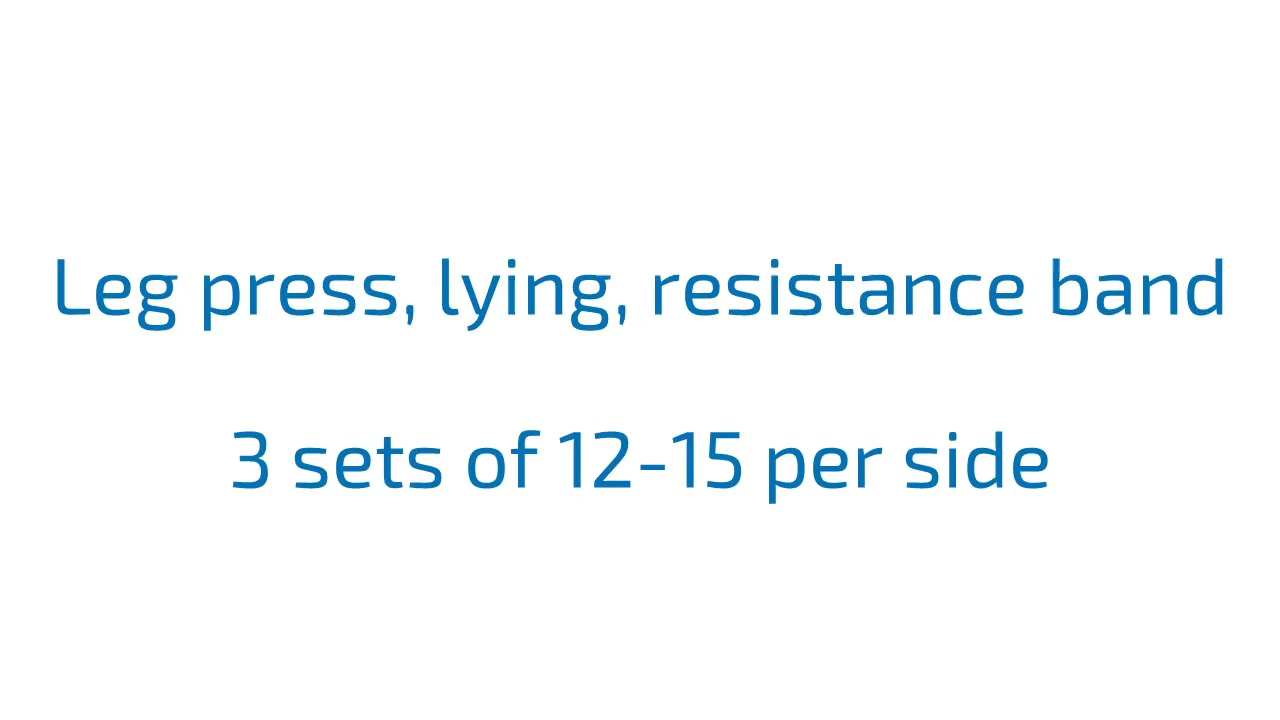 Leg press, lying, resistance band
3 sets of 12-15 per side